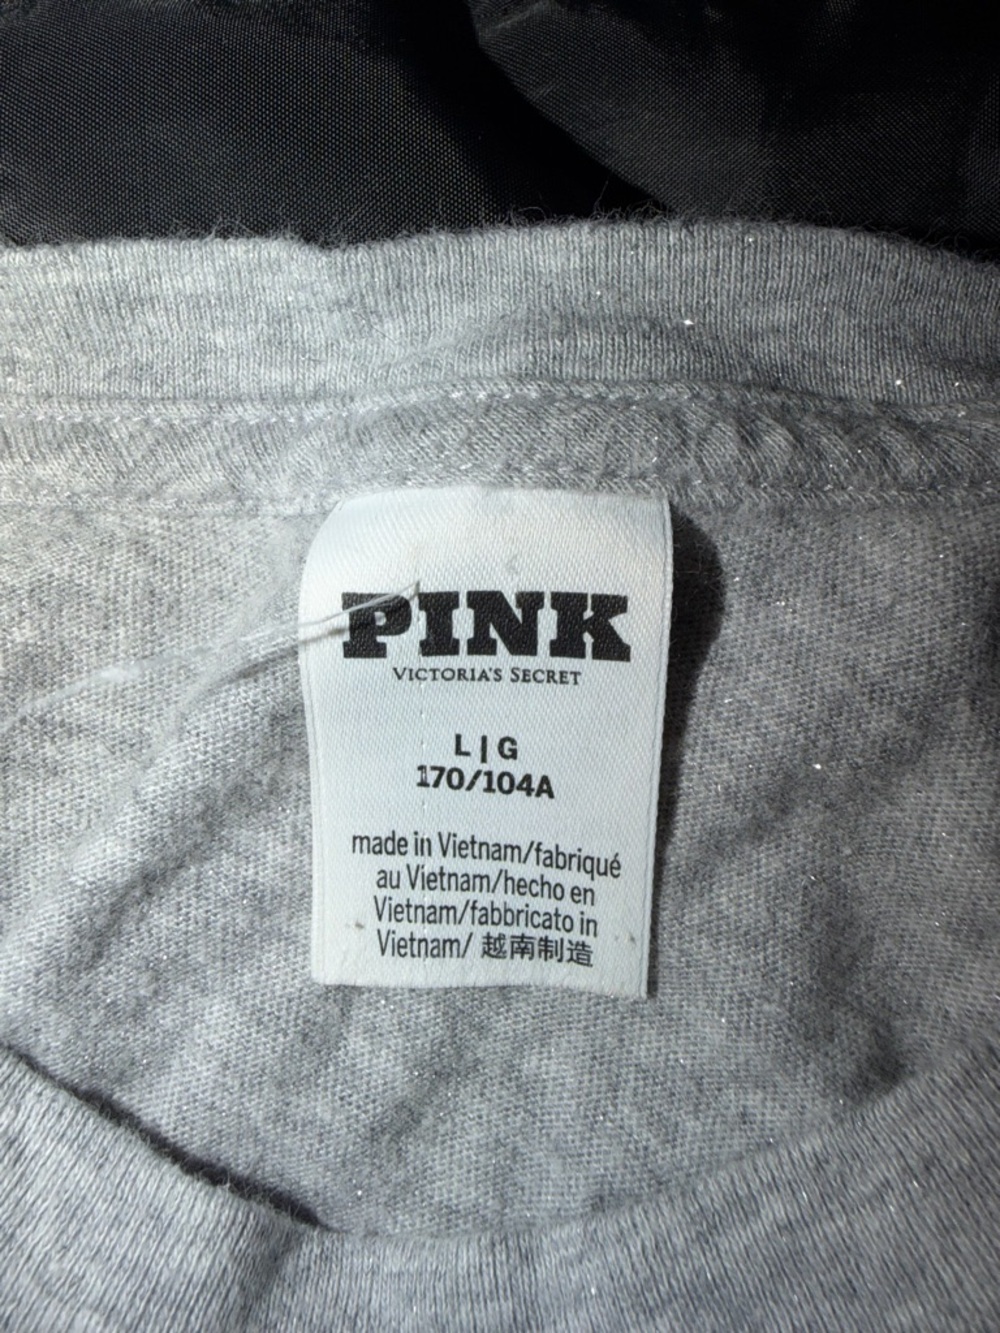 PINK
VICTORIA'S SECRET
L | G
170/104A
made in Vietnam/fabriqué
au Vietnam/hecho en
Vietnam/fabbricato in
Vietnam/ 越南制造